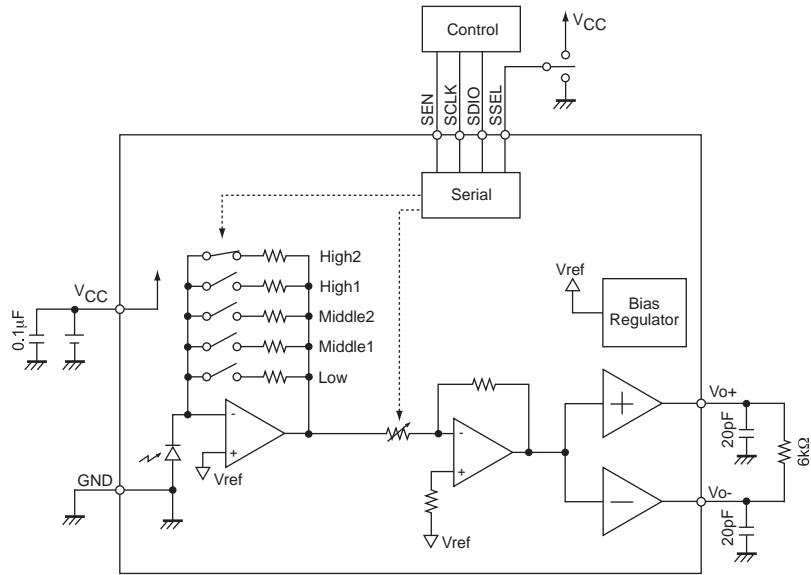 Control
VCC
SEN
SCLK
SDIO
SSEL
Serial
High2
High1
Middle2
Middle1
Low
VCC
0.1μF
Vref
Bias
Regulator
-
+
Vref
GND
-
+
Vref
+
−
Vo+
20pF
6kΩ
Vo-
20pF